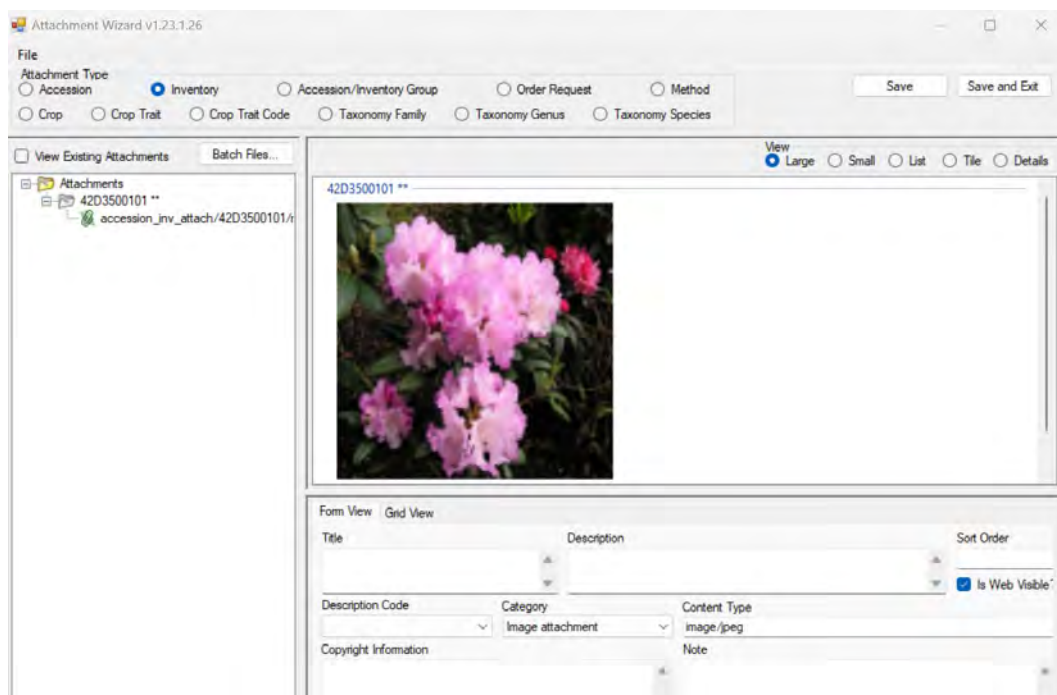 Attachment Wizard v1.23.1.26
File
Attachment Type
Accession Inventory Accession/Inventory Group Order Request Method
Save Save and Exit
Crop Crop Trait Crop Trait Code Taxonomy Family Taxonomy Genus Taxonomy Species
View Existing Attachments Batch Files...
View
Large Small List Tile Details
Attachments
42D3500101 **
accession_inv_attach/42D3500101/r
42D3500101 **
Form View Grid View
Title Description Sort Order
Is Web Visible
Description Code Category Content Type
Image attachment image/jpeg
Copyright Information Note